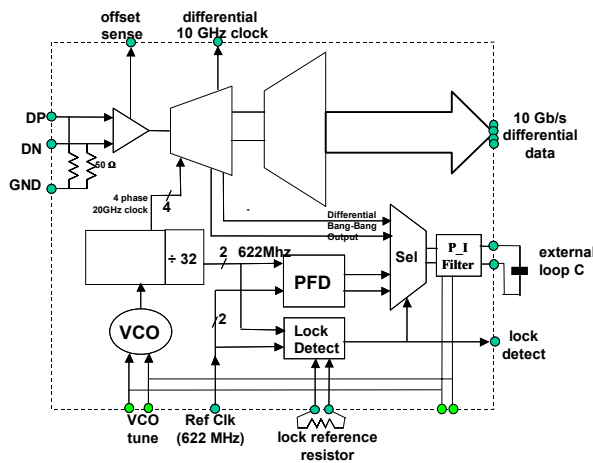 offset
sense
differential
10 GHz clock
DP
DN
GND
50 Ω
10 Gb/s
differential
data
4 phase
20GHz clock
4
-
Differential
Bang-Bang
Output
÷ 32
2 622Mhz
PFD
Sel
P_I
Filter
external
loop C
2
VCO
Lock
Detect
lock
detect
VCO
tune
Ref Clk
(622 MHz)
lock reference
resistor